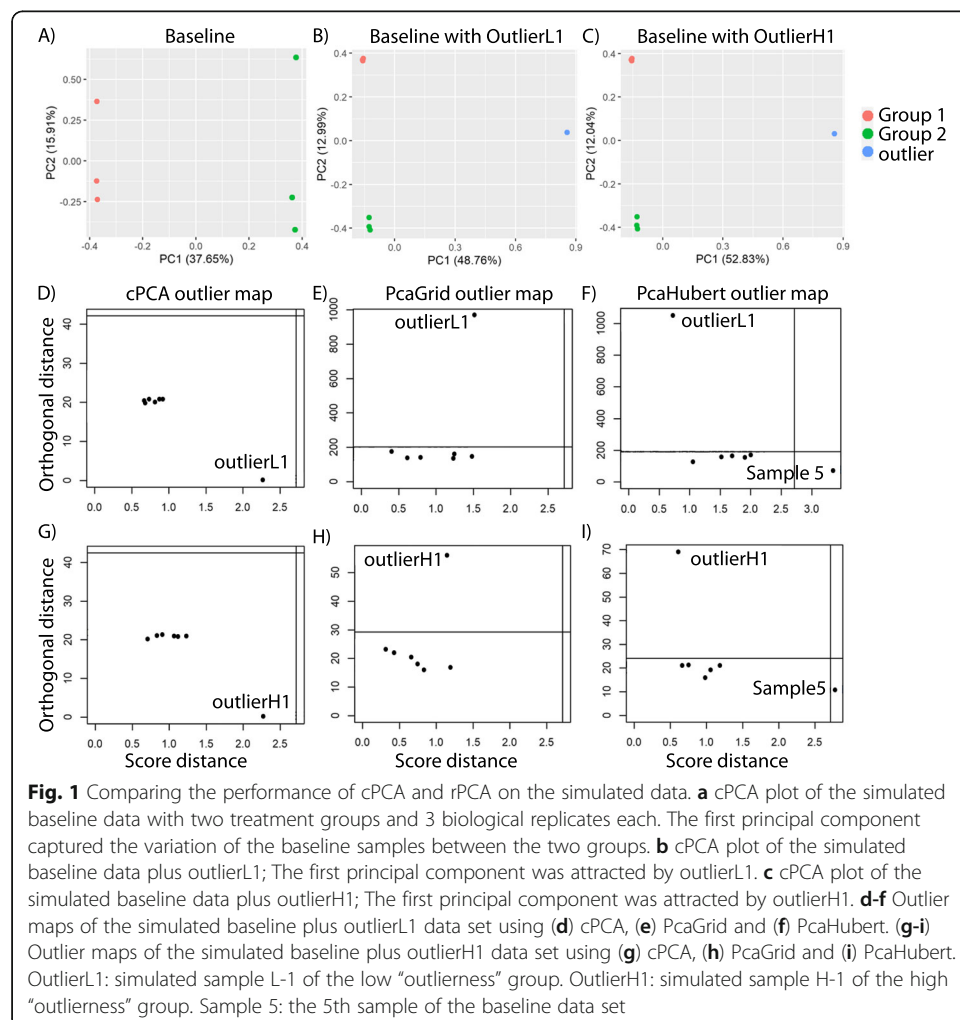 A) Baseline
B) Baseline with OutlierL1
C) Baseline with OutlierH1
PC2 (15.91%)
0.50
0.25
0.00
-0.25
-0.4 -0.2 0.0 0.2 0.4
PC1 (37.65%)
PC2 (12.99%)
0.4
0.2
0.0
-0.2
-0.4
0.0 0.3 0.6 0.9
PC1 (48.76%)
PC2 (12.04%)
0.4
0.2
0.0
-0.2
-0.4
0.0 0.3 0.6 0.9
PC1 (52.83%)
Group 1
Group 2
outlier
D) cPCA outlier map
E) PcaGrid outlier map
F) PcaHubert outlier map
Orthogonal distance
40
30
20
10
0
outlierL1
0.0 0.5 1.0 1.5 2.0 2.5
1000
800
600
400
200
0
outlierL1
0.0 0.5 1.0 1.5 2.0 2.5
1000
800
600
400
200
0
outlierL1
Sample 5
0.0 0.5 1.0 1.5 2.0 2.5 3.0
G)
H)
I)
Orthogonal distance
40
30
20
10
0
outlierH1
0.0 0.5 1.0 1.5 2.0 2.5
Score distance
50
40
30
20
10
0
outlierH1
0.0 0.5 1.0 1.5 2.0 2.5
Score distance
70
60
50
40
30
20
10
0
outlierH1
Sample5
0.0 0.5 1.0 1.5 2.0 2.5
Score distance
Fig. 1 Comparing the performance of cPCA and rPCA on the simulated data. a cPCA plot of the simulated
baseline data with two treatment groups and 3 biological replicates each. The first principal component
captured the variation of the baseline samples between the two groups. b cPCA plot of the simulated
baseline data plus outlierL1; The first principal component was attracted by outlierL1. c cPCA plot of the
simulated baseline data plus outlierH1; The first principal component was attracted by outlierH1. d-f Outlier
maps of the simulated baseline plus outlierL1 data set using (d) cPCA, (e) PcaGrid and (f) PcaHubert. (g-i)
Outlier maps of the simulated baseline plus outlierH1 data set using (g) cPCA, (h) PcaGrid and (i) PcaHubert.
OutlierL1: simulated sample L-1 of the low “outlierness” group. OutlierH1: simulated sample H-1 of the high
“outlierness” group. Sample 5: the 5th sample of the baseline data set